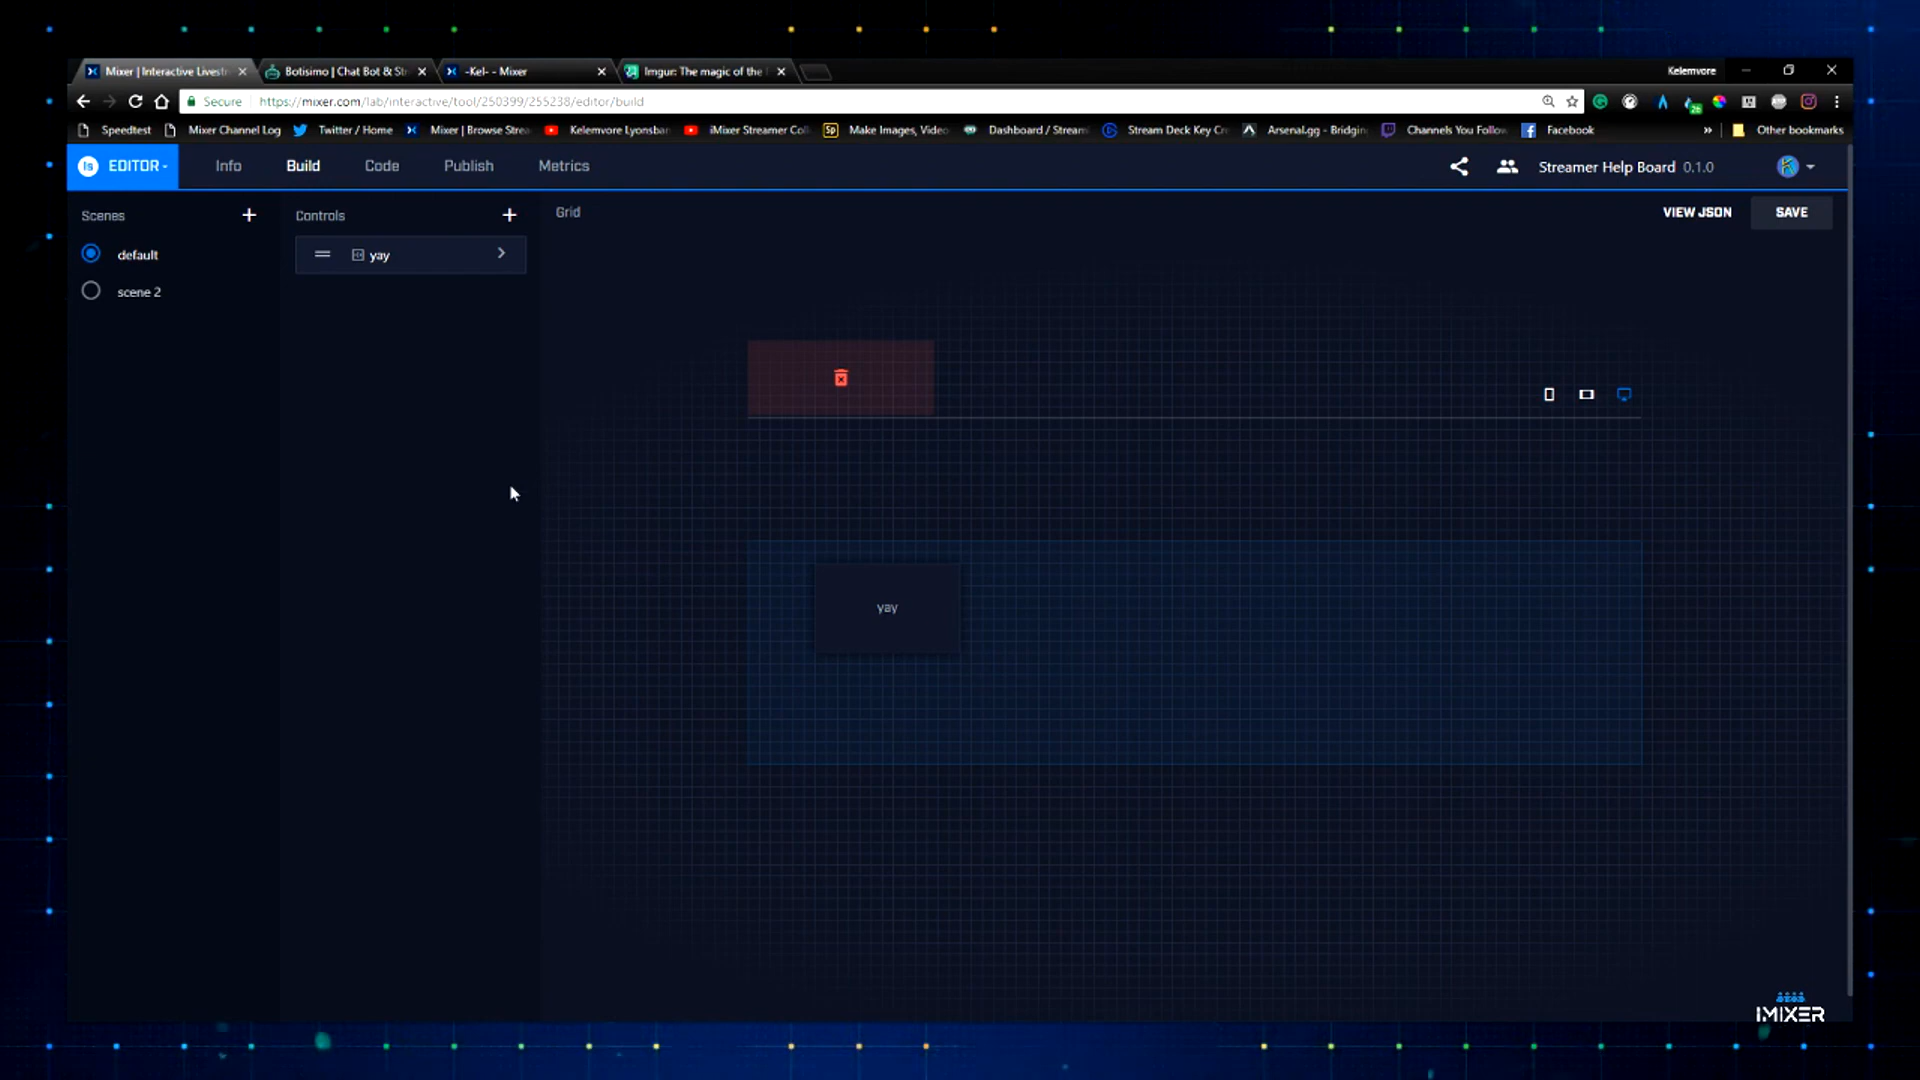 Mixer | Interactive Livest
Botisimo | Chat Bot & St
-Kel- - Mixer
Imgur: The magic of the
Kelemvore
Secure
https://mixer.com/lab/interactive/tool/250399/255238/editor/build
Speedtest
Mixer Channel Log
Twitter / Home
Mixer | Browse Strea
Kelemvore Lyonsban
iMixer Streamer Col
Make Images, Video
Dashboard / Stream
Stream Deck Key Cr
Arsenal.gg - Bridging
Channels You Follow
Facebook
Other bookmarks
EDITOR
Info
Build
Code
Publish
Metrics
Streamer Help Board 0.1.0
Scenes
Controls
Grid
VIEW JSON
SAVE
default
yay
scene 2
yay
IMIXER